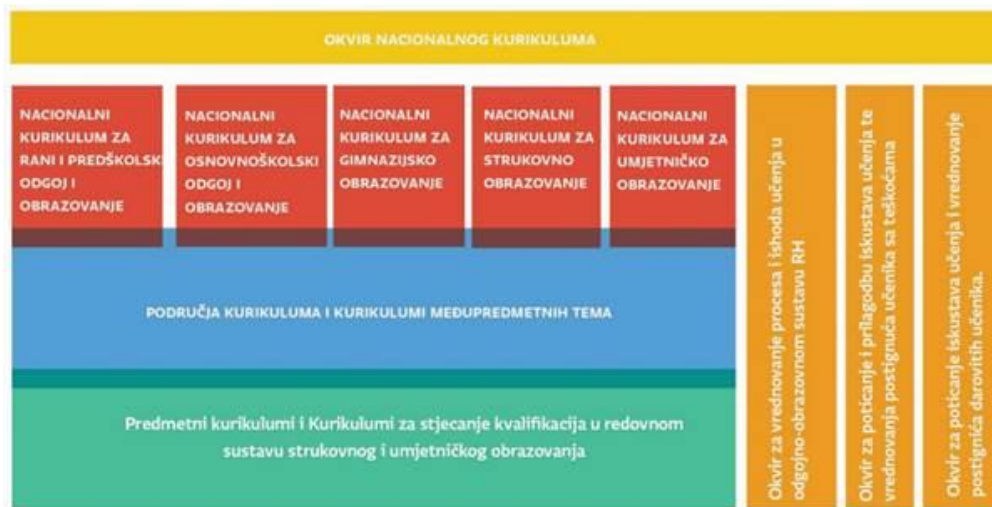 OKVIR NACIONALNOG KURIKULUMA
NACIONALNI
KURIKULUM ZA
RANI I PREDŠKOLSKI
ODGOJ I
OBRAZOVANJE
NACIONALNI
KURIKULUM ZA
OSNOVNOŠKOLSKI
ODGOJ I
OBRAZOVANJE
NACIONALNI
KURIKULUM ZA
GIMNAZIJSKO
OBRAZOVANJE
NACIONALNI
KURIKULUM ZA
STRUKOVNO
OBRAZOVANJE
NACIONALNI
KURIKULUM ZA
UMJETNIČKO
OBRAZOVANJE
PODRUČJA KURIKULUMA I KURIKULUMI MEĐUPREDMETNIH TEMA
Predmetni kurikulumi i Kurikulumi za stjecanje kvalifikacija u redovnom
sustavu strukovnog i umjetničkog obrazovanja
Okvir za vrednovanje procesa i ishoda učenja u
odgojno-obrazovnom sustavu RH
Okvir za poticanje i prilagodbu iskustava učenja te
vrednovanja postignuća učenika sa teškoćama
Okvir za poticanje iskustava učenja i vrednovanje
postignića darovitih učenika.